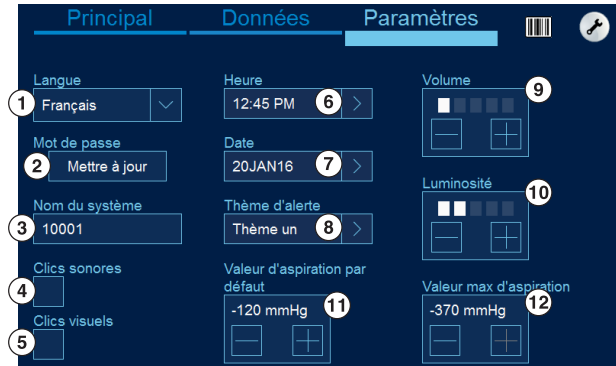 Principal
Données
Paramètres
Langue
1
Français
Mot de passe
2
Mettre à jour
Nom du système
3
10001
Clics sonores
4
Clics visuels
5
Heure
12:45 PM
6
Date
20JAN16
7
Thème d'alerte
Thème un
8
Valeur d'aspiration par
défaut
-120 mmHg
11
Volume
9
Luminosité
10
Valeur max d'aspiration
-370 mmHg
12